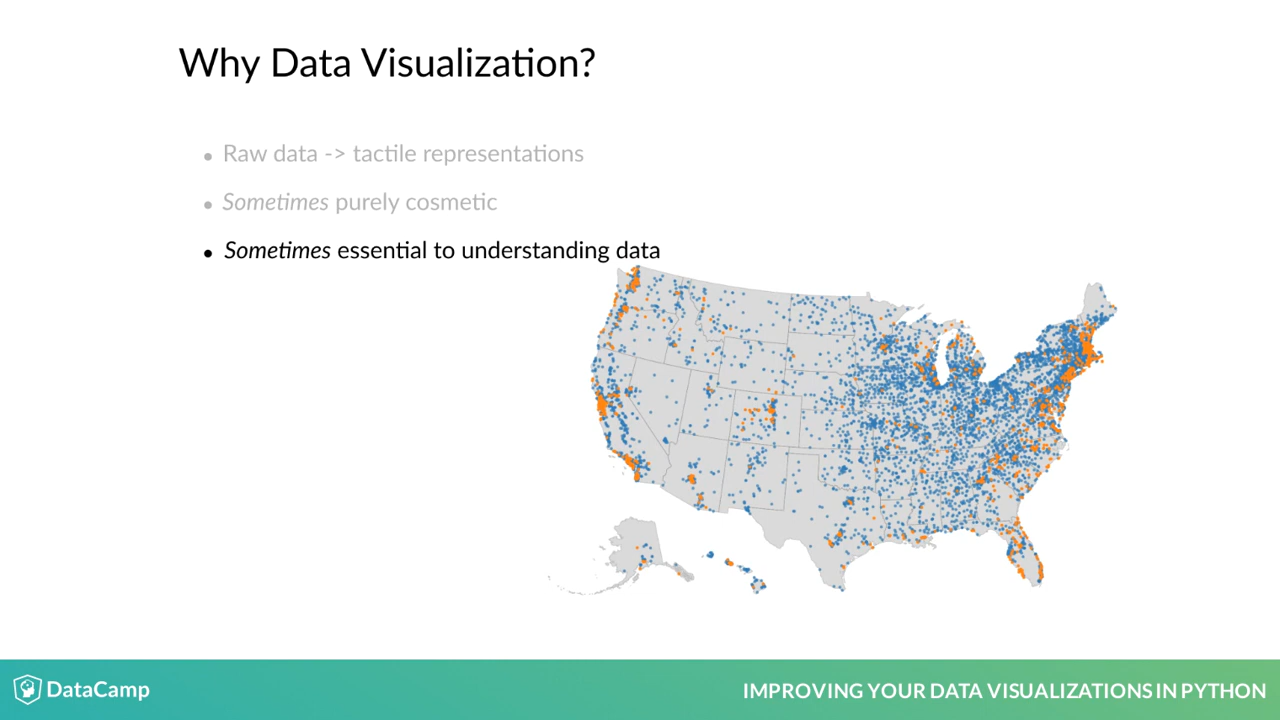 Why Data Visualization?
• Raw data -> tactile representations
• Sometimes purely cosmetic
• Sometimes essential to understanding data
DataCamp
IMPROVING YOUR DATA VISUALIZATIONS IN PYTHON